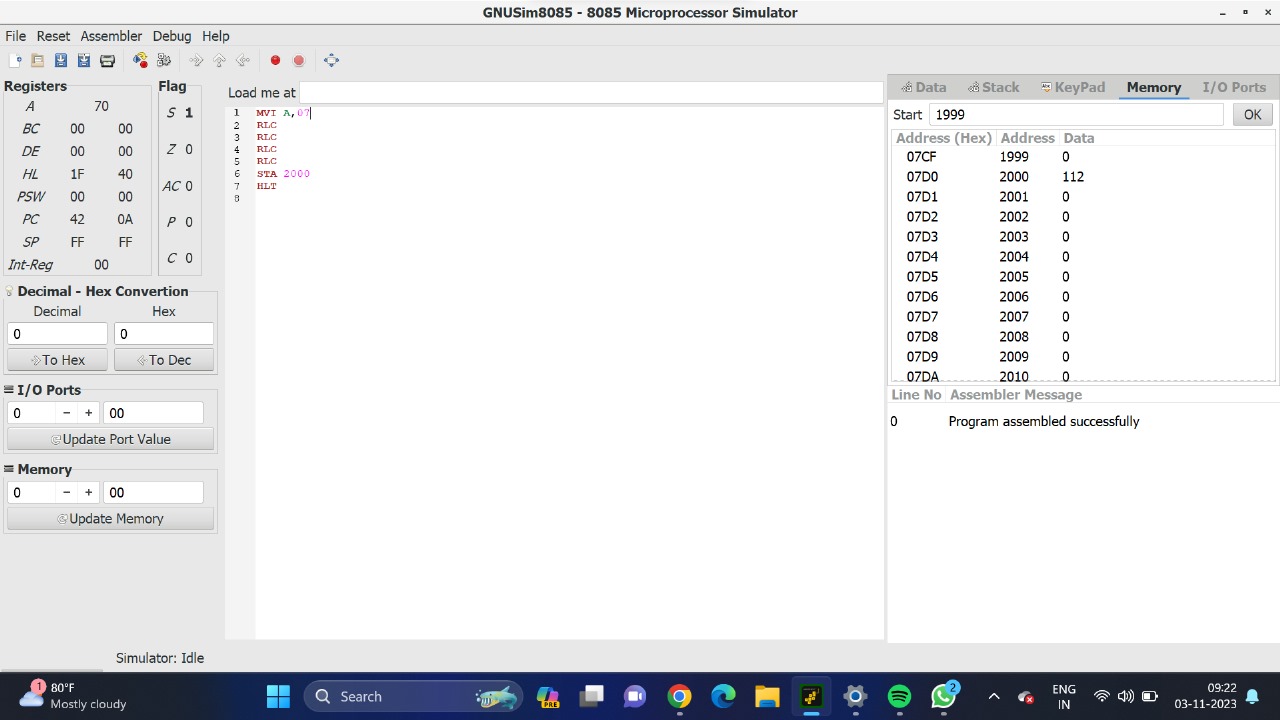 GNUSim8085 - 8085 Microprocessor Simulator
File Reset Assembler Debug Help
Registers
A 70
BC 00 00
DE 00 00
HL 1F 40
PSW 00 00
PC 42 0A
SP FF FF
Int-Reg 00
Flag
S 1
Z 0
AC 0
P 0
C 0
Decimal - Hex Convertion
Decimal Hex
0 0
To Hex To Dec
I/O Ports
0 - + 00
Update Port Value
Memory
0 - + 00
Update Memory
Load me at
1 MVI A,07
2 RLC
3 RLC
4 RLC
5 RLC
6 STA 2000
7 HLT
8
Data Stack KeyPad Memory I/O Ports
Start 1999 OK
Address (Hex) Address Data
07CF 1999 0
07D0 2000 112
07D1 2001 0
07D2 2002 0
07D3 2003 0
07D4 2004 0
07D5 2005 0
07D6 2006 0
07D7 2007 0
07D8 2008 0
07D9 2009 0
07DA 2010 0
Line No Assembler Message
0 Program assembled successfully
Simulator: Idle
1
80°F
Mostly cloudy
Search
PRE
2
ENG
IN
09:22
03-11-2023